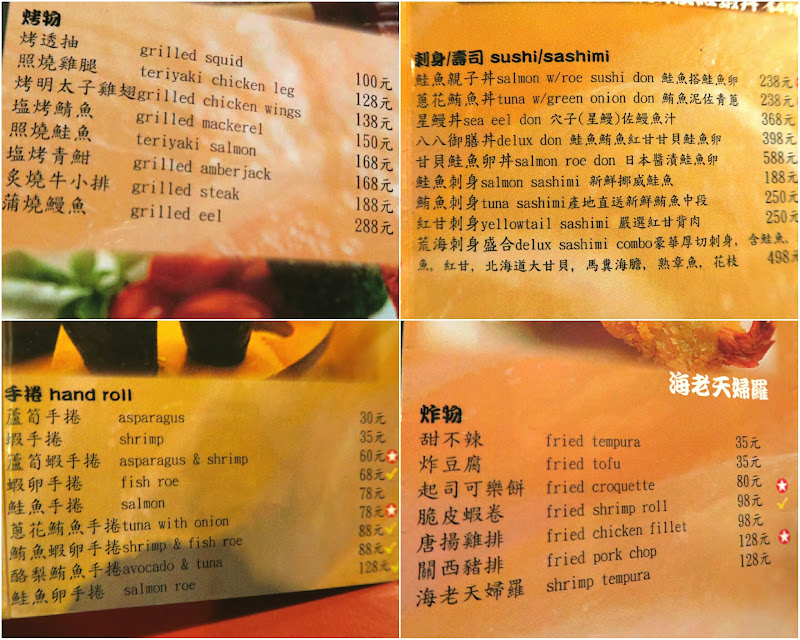 烤物
烤透抽 grilled squid 100元
照燒雞腿 teriyaki chicken leg 128元
烤明太子雞翅 grilled chicken wings 138元
塩烤鯖魚 grilled mackerel 150元
照燒鮭魚 teriyaki salmon 168元
塩烤青魽 grilled amberjack 168元
炙燒牛小排 grilled steak 188元
蒲燒鰻魚 grilled eel 288元
刺身/壽司 sushi/sashimi
鮭魚親子丼salmon w/roe sushi don 鮭魚搭鮭魚卵 238元
蔥花鮪魚丼tuna w/green onion don 鮪魚泥佐青蔥 238元
星鰻丼sea eel don 穴子(星鰻)佐鰻魚汁 368元
八八御膳丼delux don 鮭魚鮪魚紅甘甘貝鮭魚卵 398元
甘貝鮭魚卵丼salmon roe don 日本醬漬鮭魚卵 588元
鮭魚刺身salmon sashimi 新鮮挪威鮭魚 188元
鮪魚刺身tuna sashimi產地直送新鮮鮪魚中段 250元
紅甘刺身yellowtail sashimi 嚴選紅甘背肉 250元
荒海刺身盛合delux sashimi combo豪華厚切刺身，含鮭魚，
魚，紅甘，北海道大甘貝，馬糞海膽，熟章魚，花枝 498元
手捲 hand roll
蘆筍手捲 asparagus 30元
蝦手捲 shrimp 35元
蘆筍蝦手捲 asparagus & shrimp 60元
蝦卵手捲 fish roe 68元
鮭魚手捲 salmon 78元
蔥花鮪魚手捲tuna with onion 78元
鮪魚蝦卵手捲shrimp & fish roe 88元
酪梨鮪魚手捲avocado & tuna 88元
鮭魚卵手捲 salmon roe 128元
海老天婦羅
炸物
甜不辣 fried tempura 35元
炸豆腐 fried tofu 35元
起司可樂餅 fried croquette 80元
脆皮蝦卷 fried shrimp roll 98元
唐揚雞排 fried chicken fillet 98元
關西豬排 fried pork chop 128元
海老天婦羅 shrimp tempura 128元